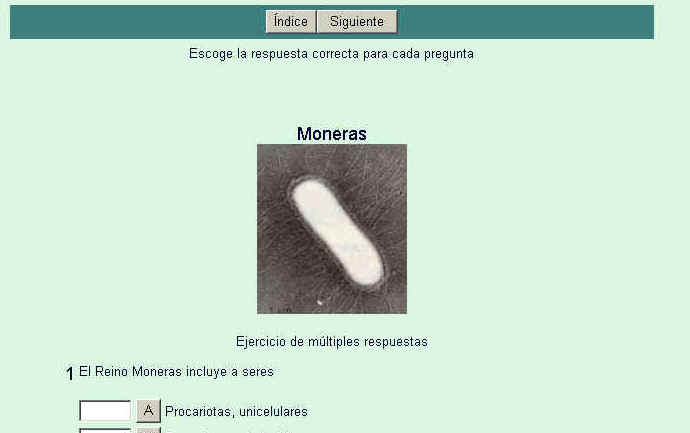 Índice Siguiente
Escoge la respuesta correcta para cada pregunta
Moneras
Ejercicio de múltiples respuestas
1 El Reino Moneras incluye a seres
A Procariotas, unicelulares